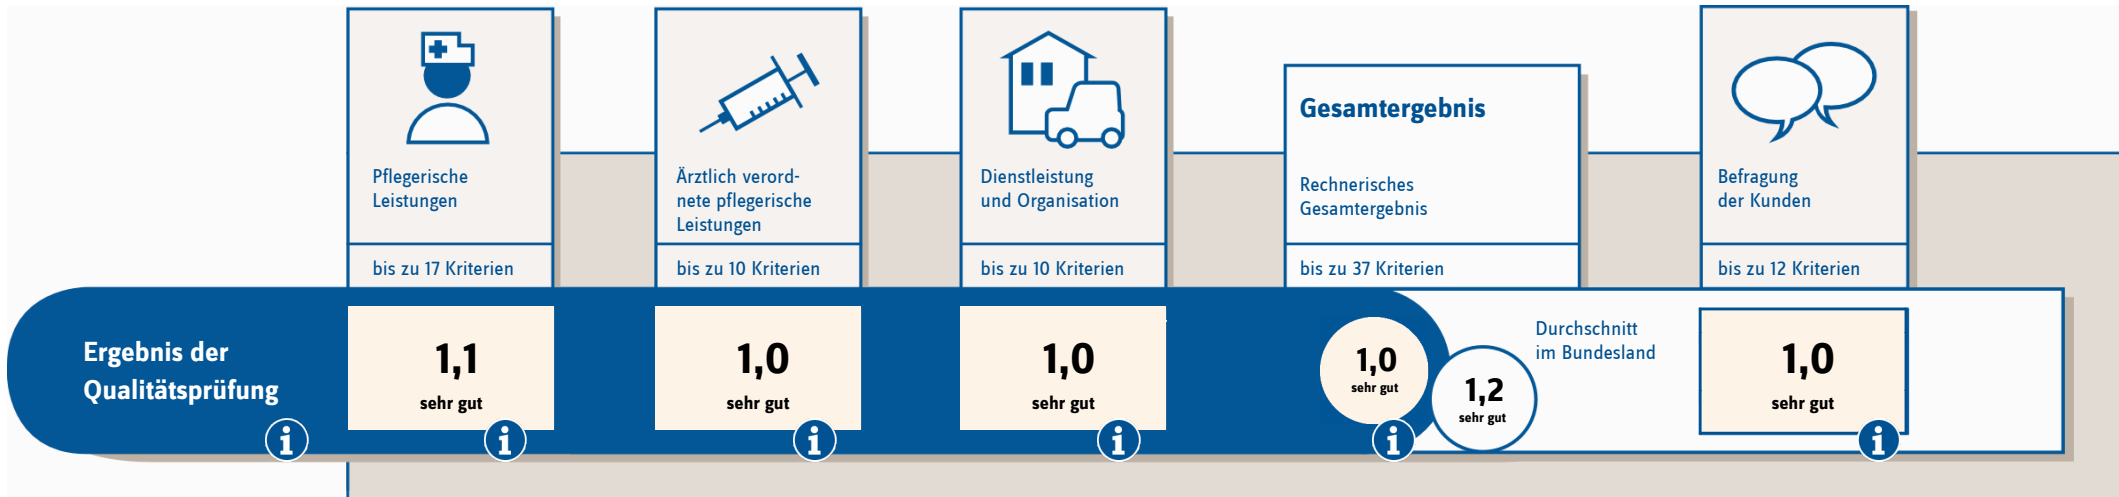 Pflegerische
Leistungen
bis zu 17 Kriterien
Ärztlich verord-
nete pflegerische
Leistungen
bis zu 10 Kriterien
Dienstleistung
und Organisation
bis zu 10 Kriterien
Gesamtergebnis
Rechnerisches
Gesamtergebnis
bis zu 37 Kriterien
Befragung
der Kunden
bis zu 12 Kriterien
Ergebnis der
Qualitätsprüfung
i
1,1
sehr gut
i
1,0
sehr gut
i
1,0
sehr gut
i
1,0
sehr gut
i
1,2
sehr gut
Durchschnitt
im Bundesland
1,0
sehr gut
i